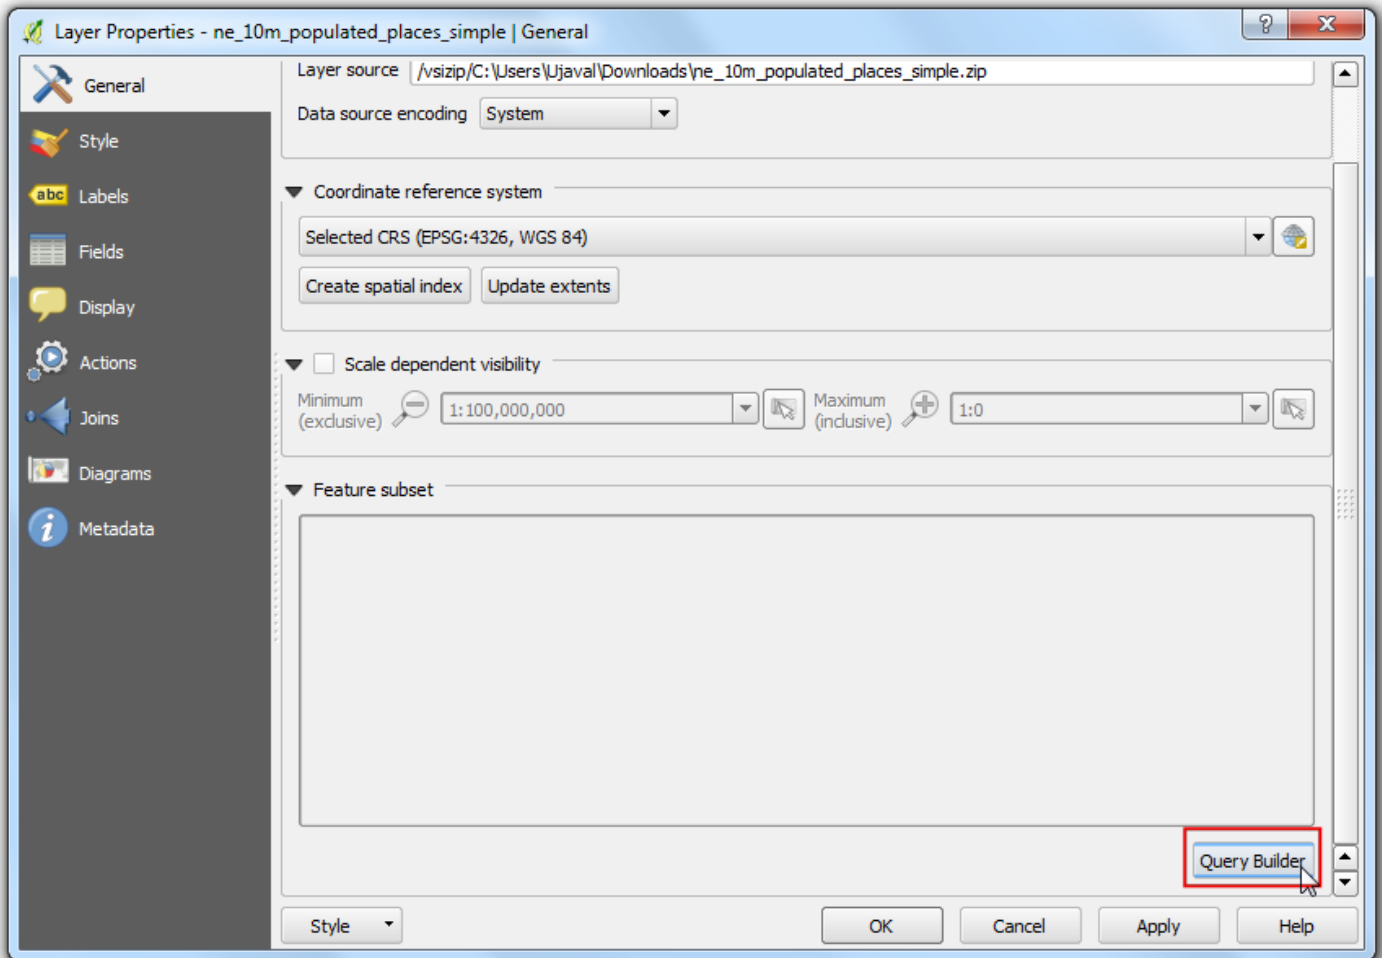 Layer Properties - ne_10m_populated_places_simple | General
General
Style
abc Labels
Fields
Display
Actions
Joins
Diagrams
Metadata
Layer source /vsizip/C:\Users\Ujaval\Downloads\ne_10m_populated_places_simple.zip
Data source encoding System
Coordinate reference system
Selected CRS (EPSG:4326, WGS 84)
Create spatial index Update extents
Scale dependent visibility
Minimum (exclusive) 1:100,000,000 Maximum (inclusive) 1:0
Feature subset
Query Builder
Style OK Cancel Apply Help